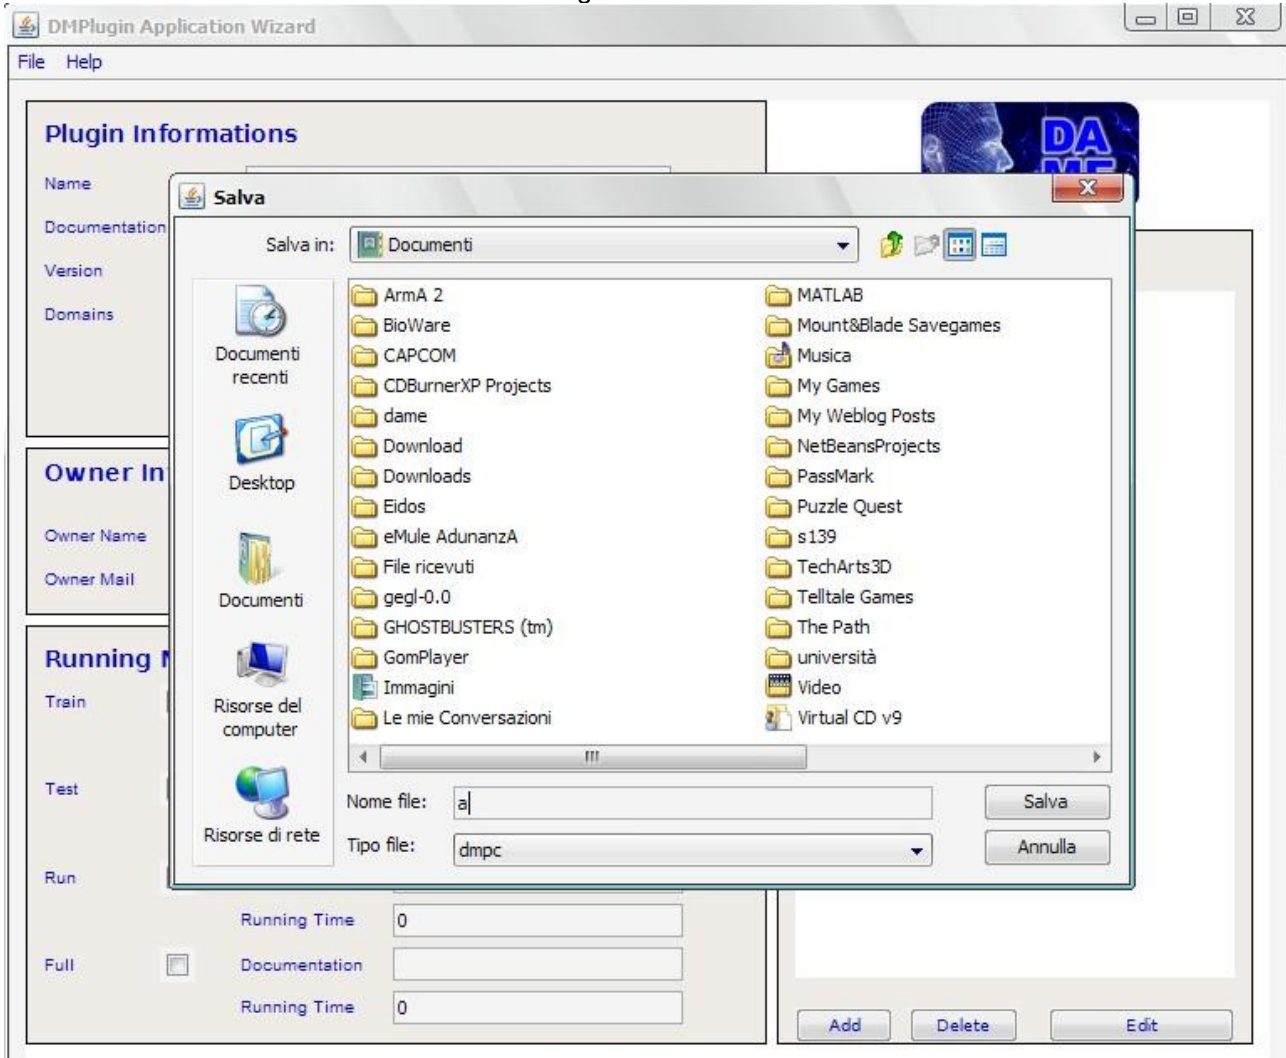 DMPlugin Application Wizard
File Help
Plugin Informations
DA
ME
Name
Documentation
Version
Domains
Salva
Salva in: Documenti
Documenti
recenti
Desktop
Documenti
Risorse del
computer
Risorse di rete
ArmA 2
BioWare
CAPCOM
CDBurnerXP Projects
dame
Download
Downloads
Eidos
eMule AdunanzA
File ricevuti
gegl-0.0
GHOSTBUSTERS (tm)
GomPlayer
Immagini
Le mie Conversazioni
MATLAB
Mount&Blade Savegames
Musica
My Games
My Weblog Posts
NetBeansProjects
PassMark
Puzzle Quest
s139
TechArts3D
Telltale Games
The Path
università
Video
Virtual CD v9
Nome file: a Salva
Tipo file: dmpc Annulla
Owner In
Owner Name
Owner Mail
Running
Train
Test
Run
Running Time 0
Full Documentation
Running Time 0
Add Delete Edit